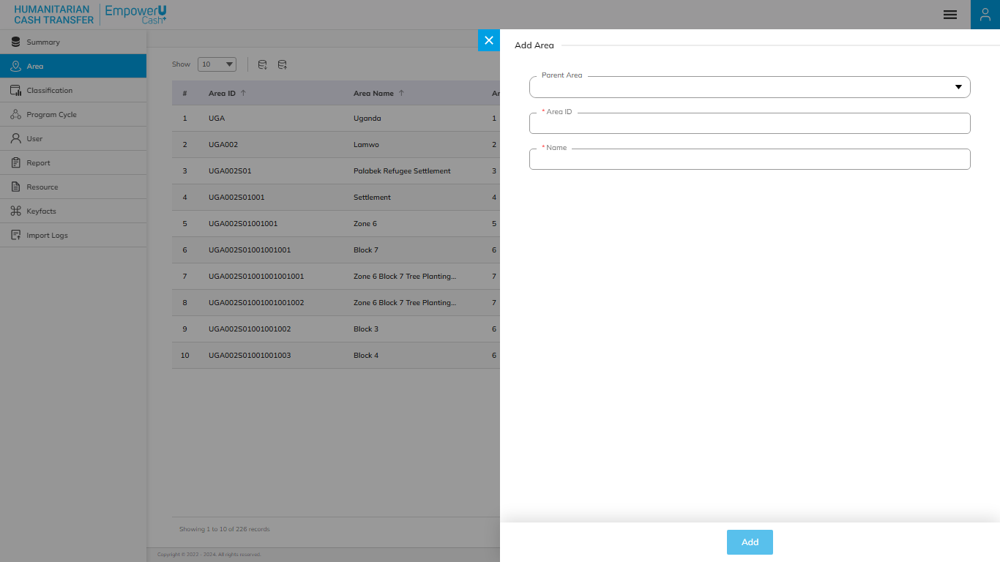 HUMANITARIAN
CASH TRANSFER
EmpowerU
Cash+
Summary
Area
Classification
Program Cycle
User
Report
Resource
Keyfacts
Import Logs
Show 10
# Area ID Area Name Ar
1 UGA Uganda 1
2 UGA002 Lamwo 2
3 UGA002S01 Palabek Refugee Settlement 3
4 UGA002S01001 Settlement 4
5 UGA002S01001001 Zone 6 5
6 UGA002S01001001001 Block 7 6
7 UGA002S01001001001001 Zone 6 Block 7 Tree Planting... 7
8 UGA002S01001001001002 Zone 6 Block 7 Tree Planting... 7
9 UGA002S01001001002 Block 3 6
10 UGA002S01001001003 Block 4 6
Showing 1 to 10 of 226 records
Copyright © 2022 - 2024. All rights reserved.
Add Area
Parent Area
* Area ID
* Name
Add